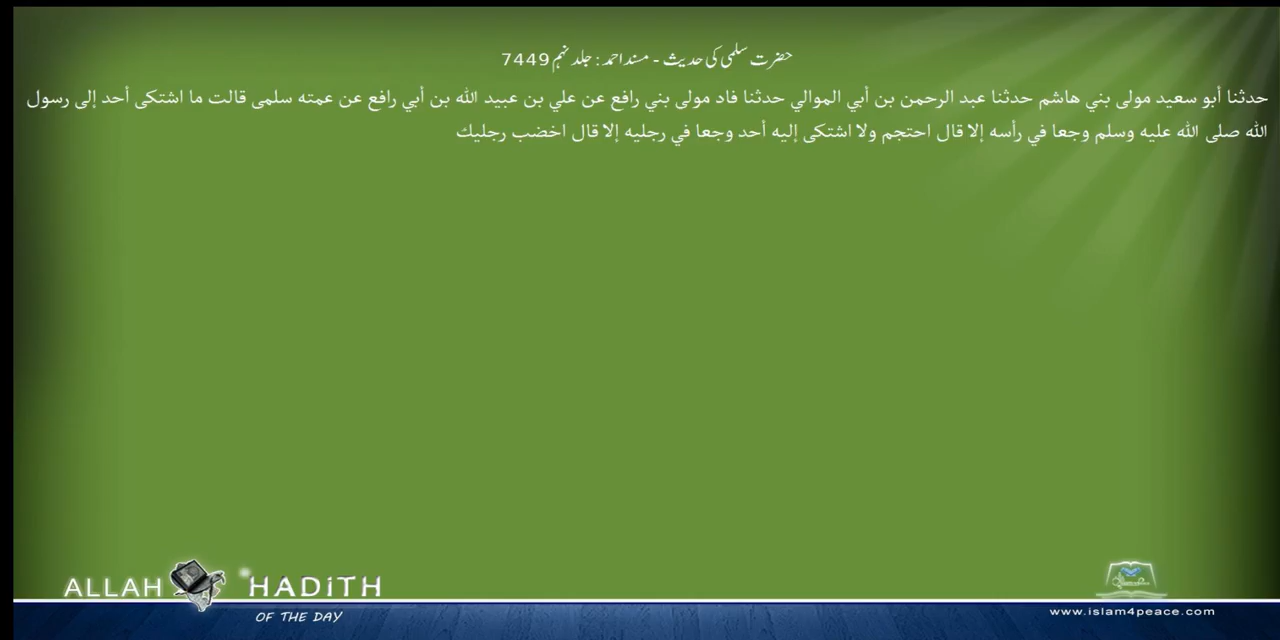 حضرت سلمی کی حدیث - مسند احمد : جلد نہم 7449
حدثنا أبو سعيد مولى بني هاشم حدثنا عبد الرحمن بن أبي الموالي حدثنا فاد مولى بني رافع عن علي بن عبيد الله بن أبي رافع عن عمته سلمى قالت ما اشتكى أحد إلى رسول
الله صلى الله عليه وسلم وجعا في رأسه إلا قال احتجم ولا اشتكى إليه أحد وجعا في رجليه إلا قال اخضب رجليك
ALLAH HADITH
OF THE DAY
www.islam4peace.com